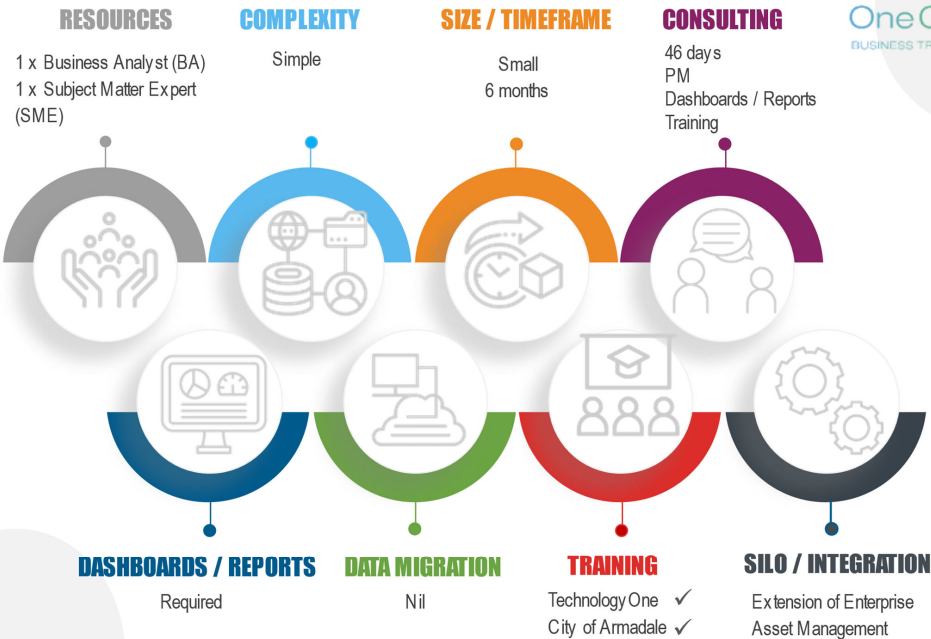 RESOURCES
1 x Business Analyst (BA)
1 x Subject Matter Expert
(SME)
COMPLEXITY
Simple
SIZE / TIMEFRAME
Small
6 months
CONSULTING
46 days
PM
Dashboards / Reports
Training
One
BUSINESS
DASHBOARDS / REPORTS
Required
DATA MIGRATION
Nil
TRAINING
Technology One ✓
City of Armadale ✓
SILO / INTEGRATION
Extension of Enterprise
Asset Management